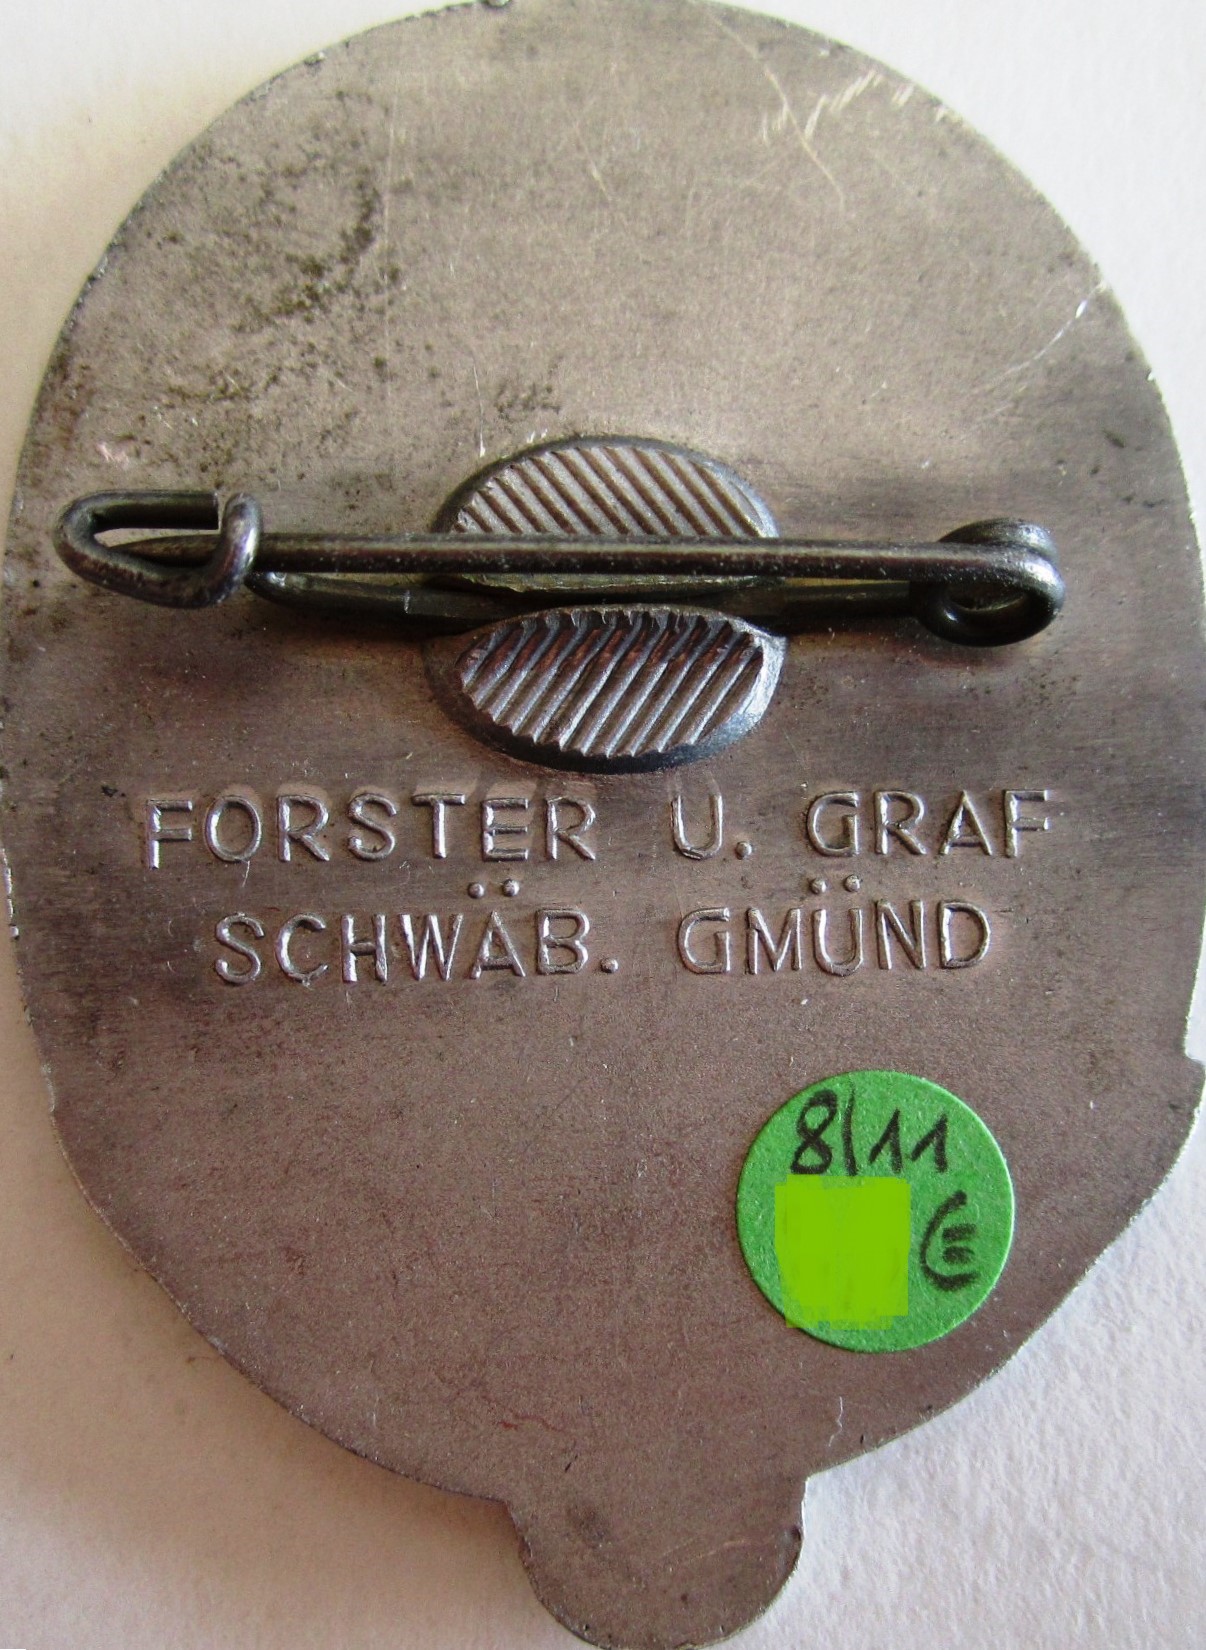 FORSTER U. GRAF
SCHWÄB. GMÜND
8/11
€